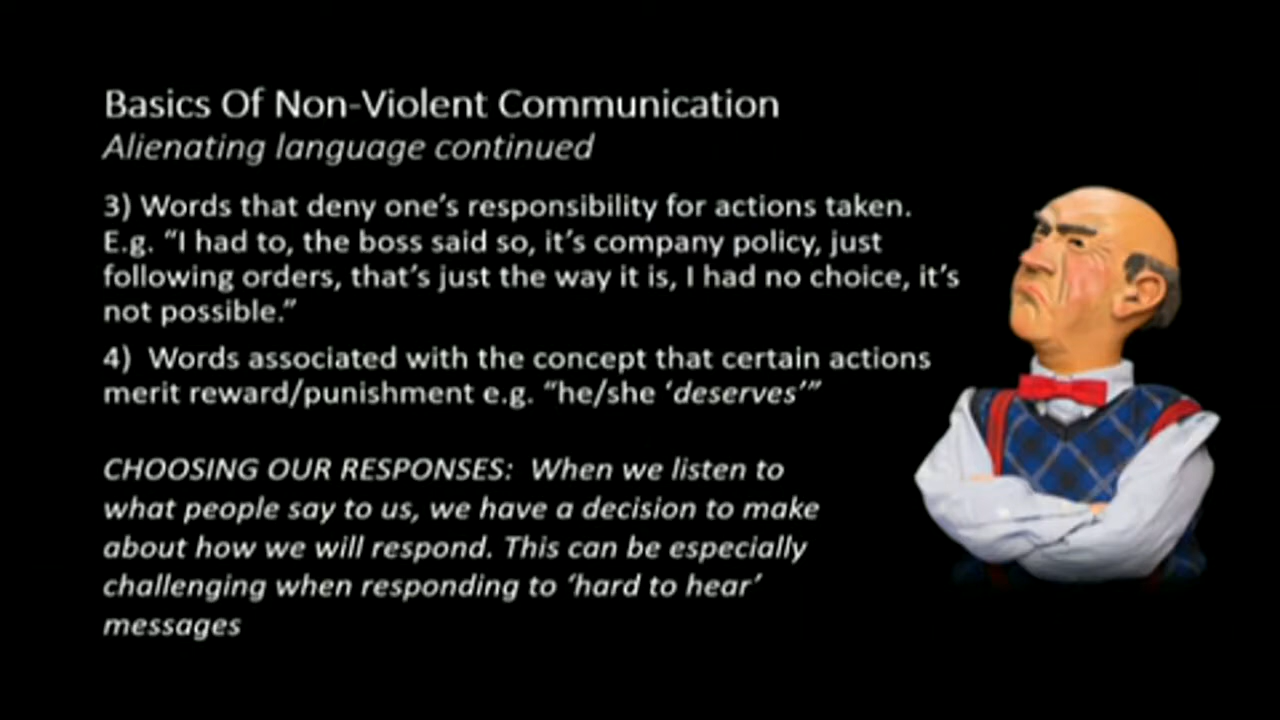 Basics Of Non-Violent Communication
Alienating language continued
3) Words that deny one’s responsibility for actions taken.
E.g. “I had to, the boss said so, it’s company policy, just
following orders, that’s just the way it is, I had no choice, it’s
not possible.”
4)  Words associated with the concept that certain actions
merit reward/punishment e.g. “he/she ‘deserves’”
CHOOSING OUR RESPONSES:  When we listen to
what people say to us, we have a decision to make
about how we will respond. This can be especially
challenging when responding to ‘hard to hear’
messages